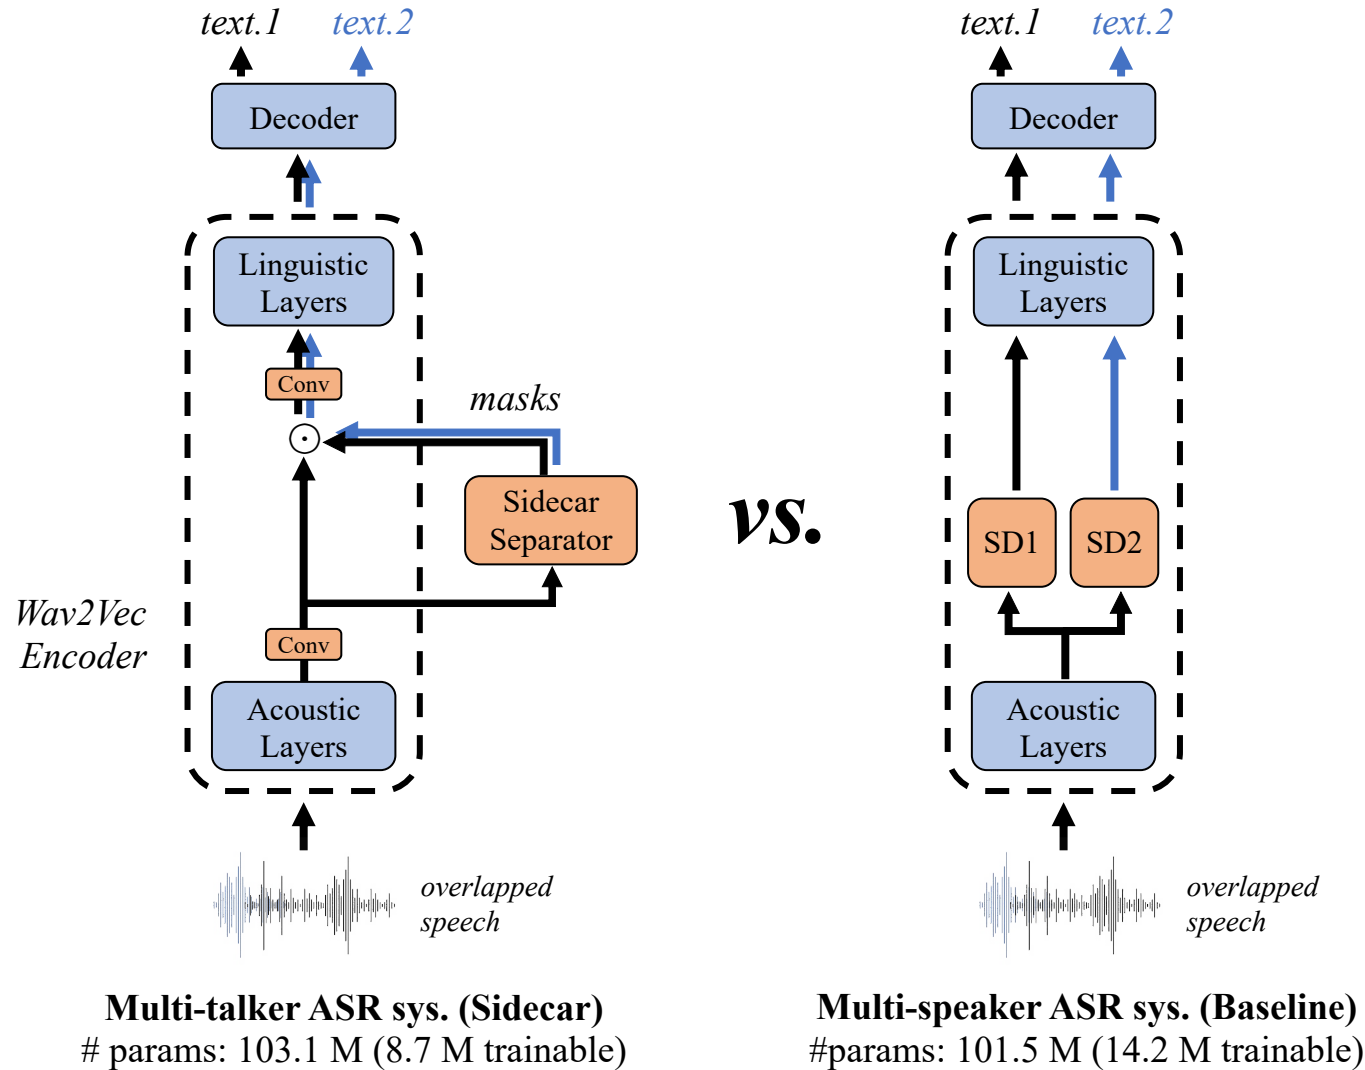 text.1 text.2
Decoder
Linguistic
Layers
Conv
masks
Sidecar
Separator
Wav2Vec
Encoder
Conv
Acoustic
Layers
overlapped
speech
Multi-talker ASR sys. (Sidecar)
# params: 103.1 M (8.7 M trainable)
vs.
text.1 text.2
Decoder
Linguistic
Layers
SD1 SD2
Acoustic
Layers
overlapped
speech
Multi-speaker ASR sys. (Baseline)
#params: 101.5 M (14.2 M trainable)